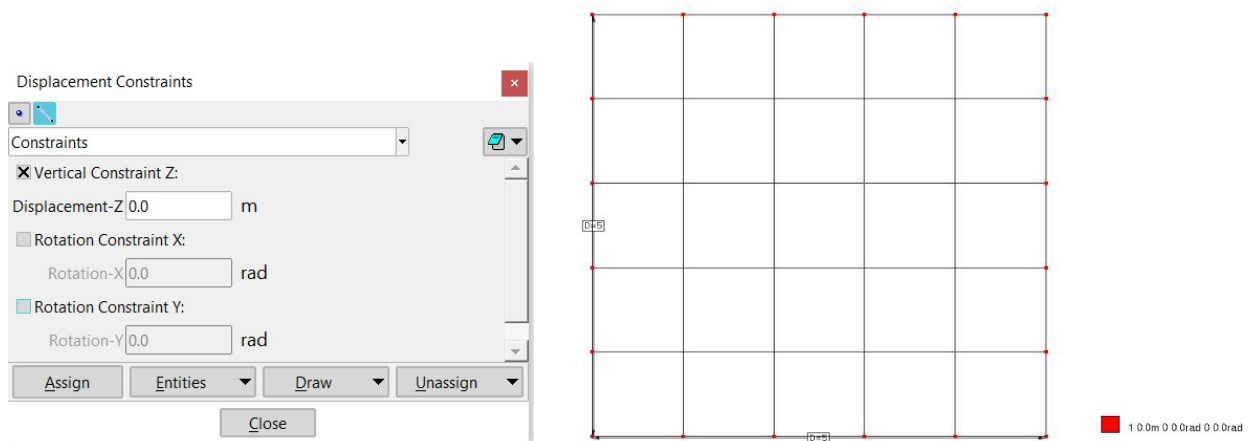 Displacement Constraints
Constraints
Vertical Constraint Z:
Displacement-Z 0.0 m
Rotation Constraint X:
Rotation-X 0.0 rad
Rotation Constraint Y:
Rotation-Y 0.0 rad
Assign Entities Draw Unassign
Close
D=5
D=5
1 0.0m 0 0.0rad 0 0.0rad